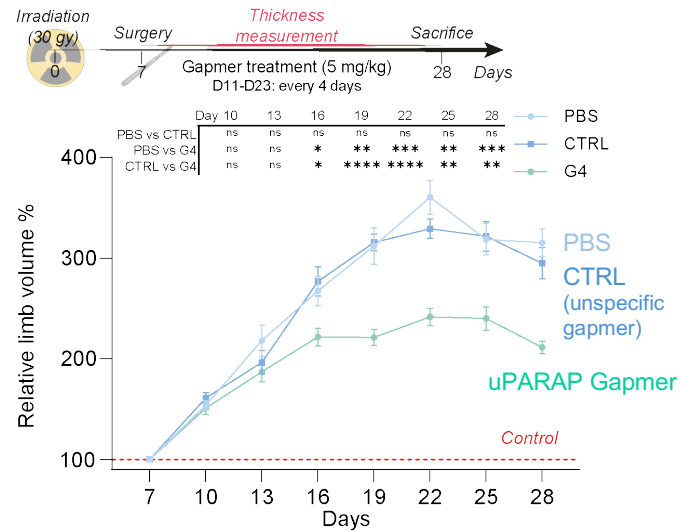 Irradiation
(30 gy)
0
Surgery
7
Thickness
measurement
Sacrifice
28
Days
Gapmer treatment (5 mg/kg)
D11-D23: every 4 days
Day 10 13 16 19 22 25 28
PBS vs CTRL ns ns ns ns ns ns ns
PBS vs G4 ns ns * ** *** ** ***
CTRL vs G4 ns ns * **** **** ** **
PBS
CTRL
G4
Relative limb volume %
400
300
200
100
PBS
CTRL
(unspecific
gapmer)
uPARAP Gapmer
Control
7 10 13 16 19 22 25 28
Days